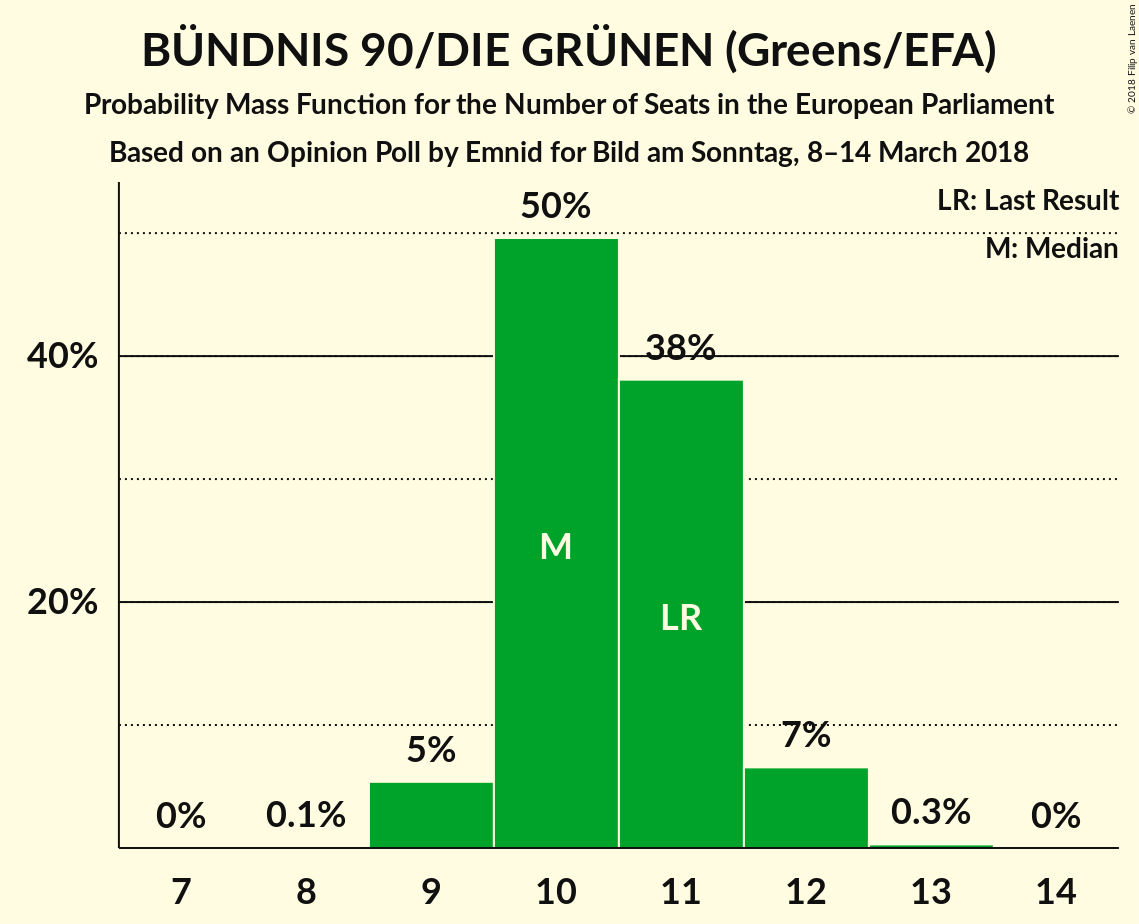 BÜNDNIS 90/DIE GRÜNEN (Greens/EFA)
Probability Mass Function for the Number of Seats in the European Parliament
Based on an Opinion Poll by Emnid for Bild am Sonntag, 8–14 March 2018
© 2018 Filip van Laenen
LR: Last Result
M: Median
50%
40%
38%
M
20%
LR
5%
7%
0%
0.1%
0.3%
0%
7 8 9 10 11 12 13 14